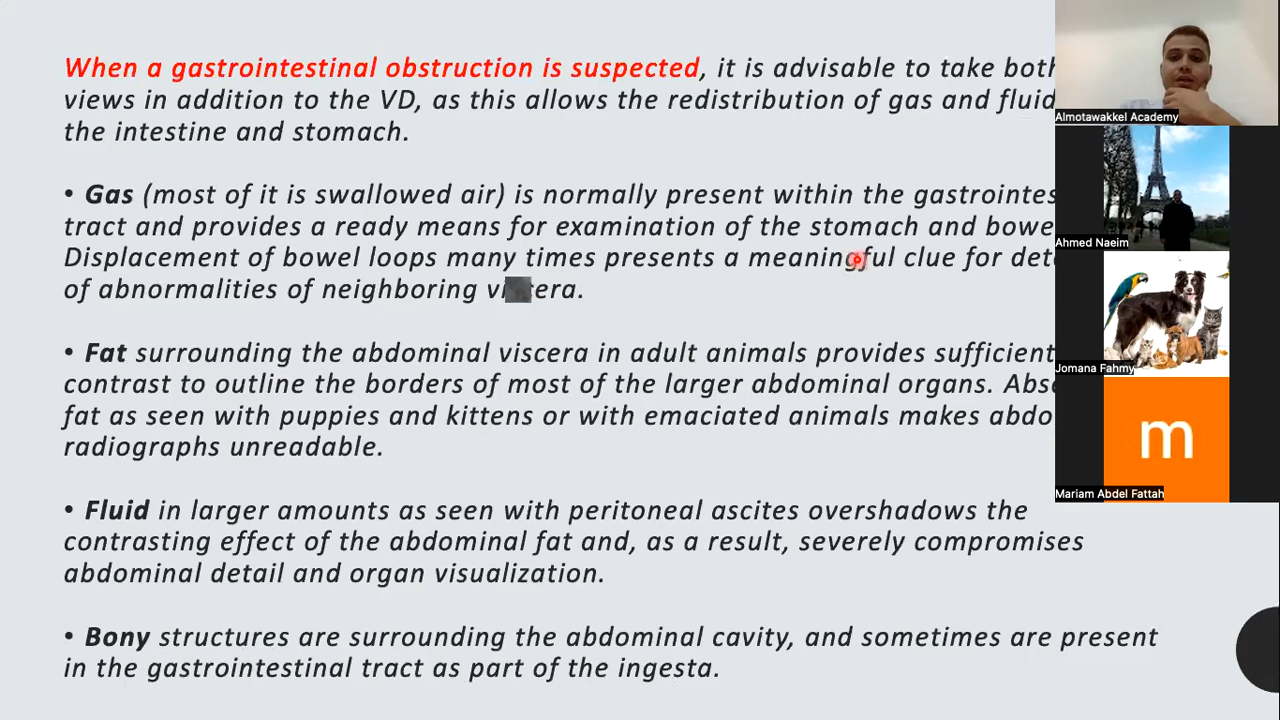 When a gastrointestinal obstruction is suspected, it is advisable to take both
views in addition to the VD, as this allows the redistribution of gas and fluid
the intestine and stomach.
• Gas (most of it is swallowed air) is normally present within the
tract and provides a ready means for examination of the stomach and
Displacement of bowel loops many times presents a meaningful clue for
of abnormalities of neighboring
• Fat surrounding the abdominal viscera in adult animals provides sufficient
contrast to outline the borders of most of the larger abdominal organs.
fat as seen with puppies and kittens or with emaciated animals makes
radiographs unreadable.
• Fluid in larger amounts as seen with peritoneal ascites overshadows the
contrasting effect of the abdominal fat and, as a result, severely compromises
abdominal detail and organ visualization.
• Bony structures are surrounding the abdominal cavity, and sometimes are present
in the gastrointestinal tract as part of the ingesta.
Almotawakkel Academy
Ahmed Naeim
Jomana Fahmy
m
Mariam Abdel Fattah